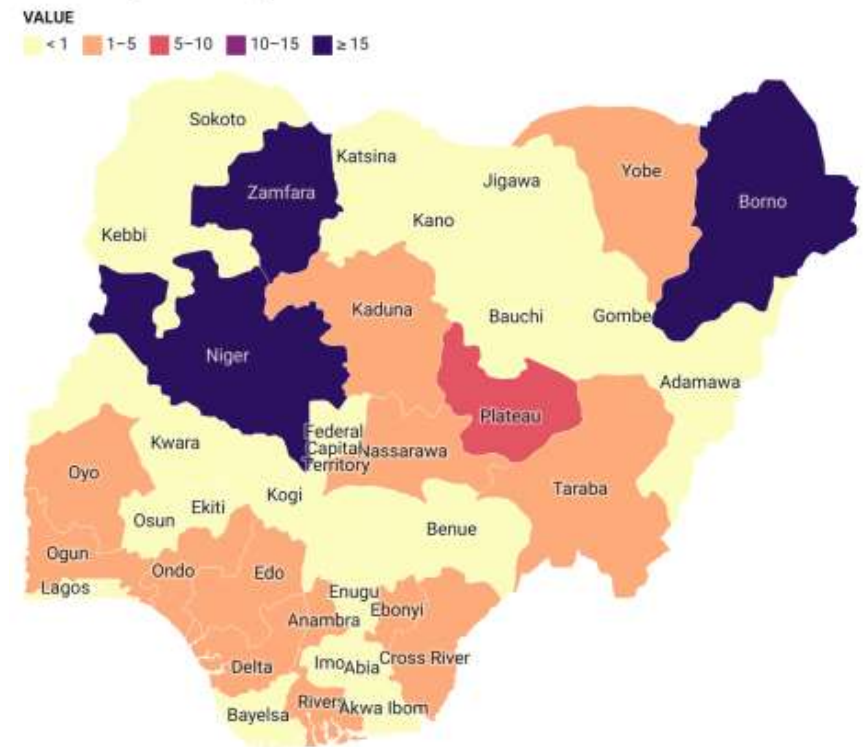 VALUE
< 1 1–5 5–10 10–15 ≥ 15
Sokoto
Katsina
Zamfara
Jigawa
Yobe
Borno
Kano
Kebbi
Kaduna
Bauchi
Gombe
Niger
Adamawa
Plateau
Federal
Capital
Territory
Nassarawa
Kwara
Oyo
Taraba
Kogi
Ekiti
Osun
Benue
Ogun
Ondo
Edo
Lagos
Enugu
Ebonyi
Anambra
Cross River
Imo
Abia
Delta
Rivers
Akwa Ibom
Bayelsa